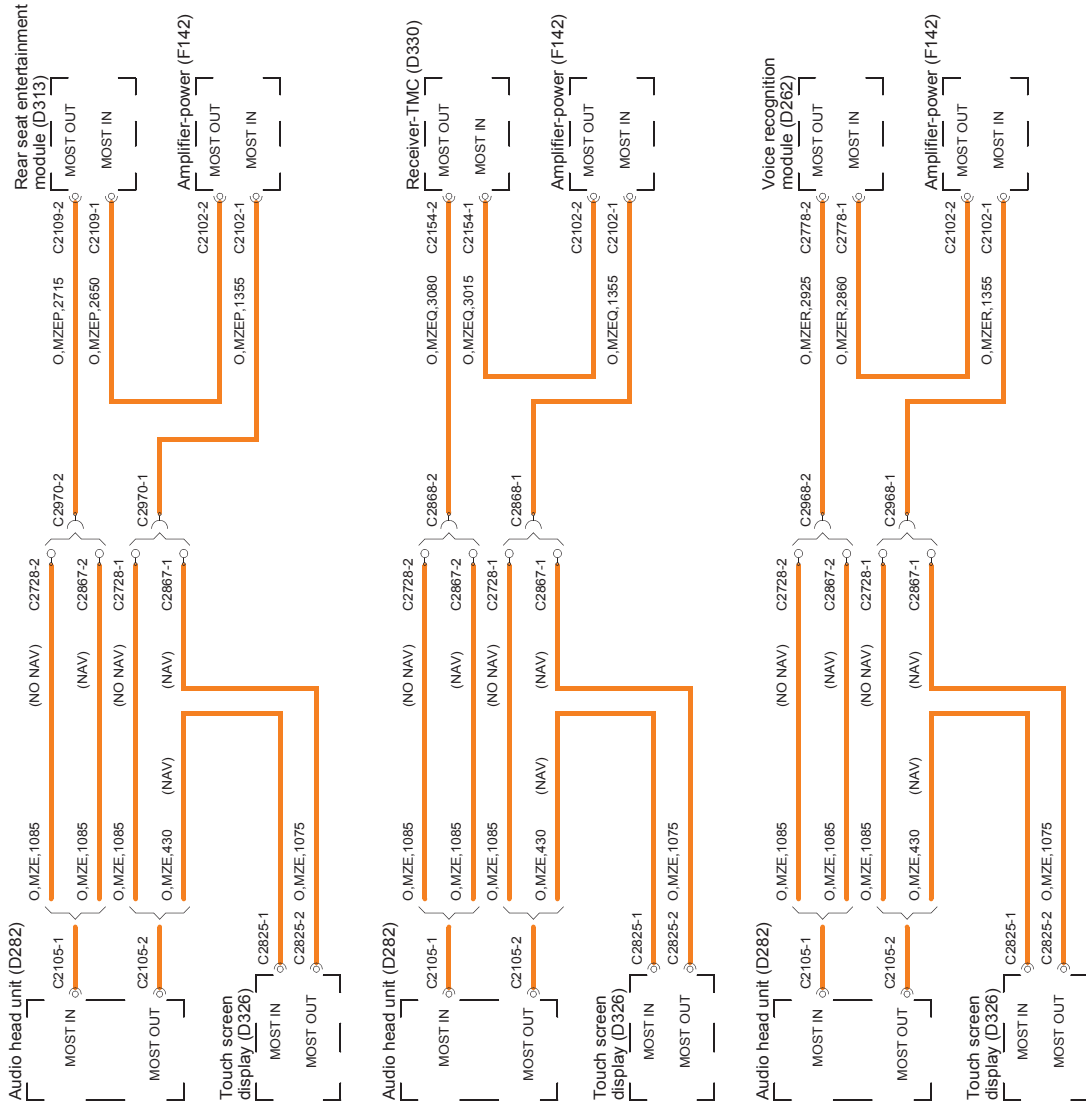 Rear seat entertainment
module (D313)
MOST OUT
MOST IN
C2109-2
C2109-1
O,MZEP,2715
O,MZEP,2650
Amplifier-power (F142)
MOST OUT
MOST IN
C2102-2
C2102-1
O,MZEP,1355
C2970-2
C2970-1
C2728-2
C2867-2
C2728-1
C2867-1
(NO NAV)
(NAV)
(NO NAV)
(NAV)
(NAV)
O,MZE,1085
O,MZE,1085
O,MZE,1085
O,MZE,430
O,MZE,1075
Audio head unit (D282)
MOST IN
MOST OUT
C2105-1
C2105-2
Touch screen
display (D326)
MOST IN
MOST OUT
C2825-1
C2825-2
Receiver-TMC (D330)
MOST OUT
MOST IN
C2154-2
C2154-1
O,MZEQ,3080
O,MZEQ,3015
Amplifier-power (F142)
MOST OUT
MOST IN
C2102-2
C2102-1
O,MZEQ,1355
C2868-2
C2868-1
C2728-2
C2867-2
C2728-1
C2867-1
(NO NAV)
(NAV)
(NO NAV)
(NAV)
(NAV)
O,MZE,1085
O,MZE,1085
O,MZE,1085
O,MZE,430
O,MZE,1075
Audio head unit (D282)
MOST IN
MOST OUT
C2105-1
C2105-2
Touch screen
display (D326)
MOST IN
MOST OUT
C2825-1
C2825-2
Voice recognition
module (D262)
MOST OUT
MOST IN
C2778-2
C2778-1
O,MZER,2925
O,MZER,2860
Amplifier-power (F142)
MOST OUT
MOST IN
C2102-2
C2102-1
O,MZER,1355
C2968-2
C2968-1
C2728-2
C2867-2
C2728-1
C2867-1
(NO NAV)
(NAV)
(NO NAV)
(NAV)
(NAV)
O,MZE,1085
O,MZE,1085
O,MZE,1085
O,MZE,430
O,MZE,1075
Audio head unit (D282)
MOST IN
MOST OUT
C2105-1
C2105-2
Touch screen
display (D326)
MOST IN
MOST OUT
C2825-1
C2825-2